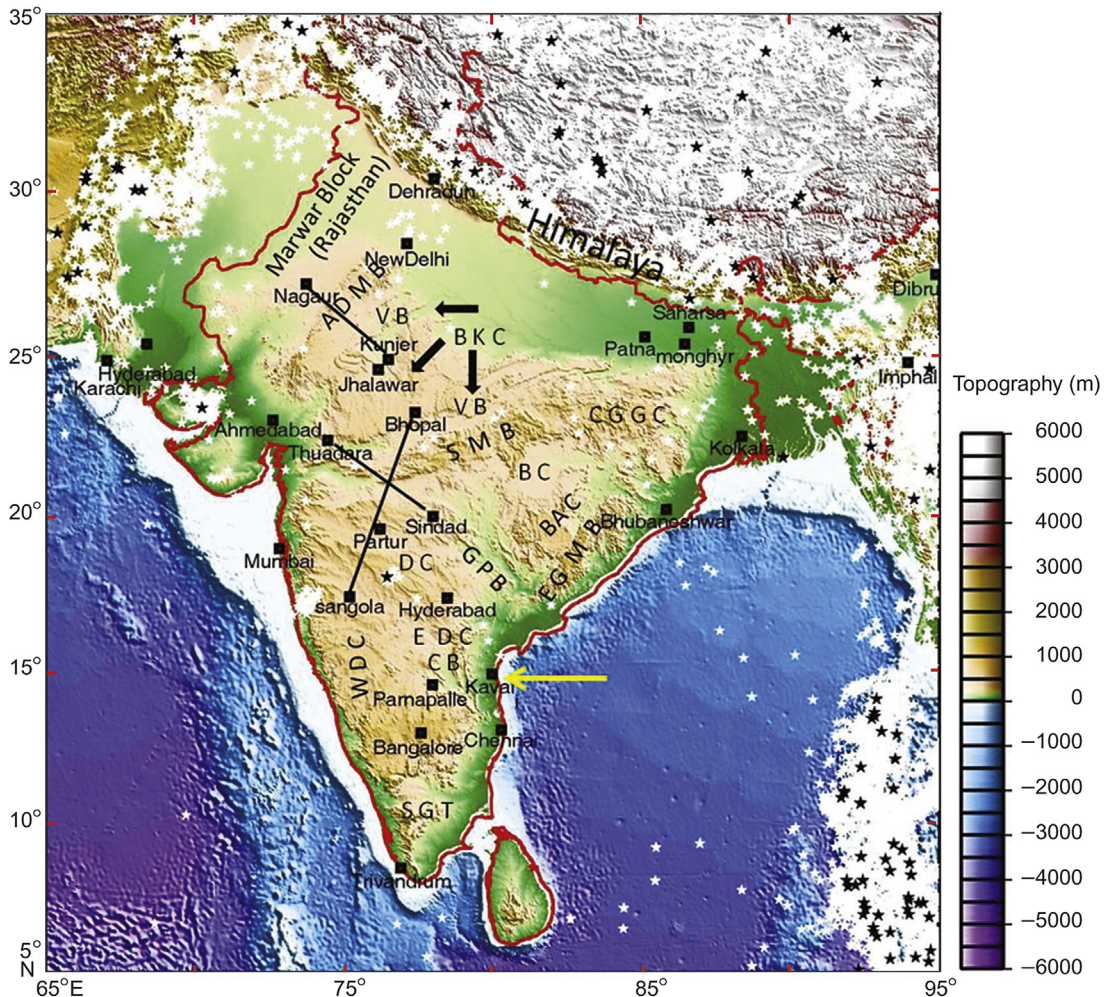 35°
30°
25°
20°
15°
10°
5°
N
65°E
75°
85°
95°
Himalaya
Marwar Block
(Rajasthan)
Dehradun
NewDelhi
Nagaur
A D M B
V B
B K C
Kunjer
Jhalawar
V B
Bhopal
S M B
C G G C
Saharsa
Patna
monghyr
Dibru
Imphal
Hyderabad
Karachi
Ahmedabad
Thuadara
Kolkala
B C
B A C
Bhubaneshwar
E G M B
Sindad
Partur
Mumbai
D C
G P B
sangola
Hyderabad
E D C
W D C
C B
Parnapalle
Kavai
Bangalore
Chennai
S G T
Trivandrum
Topography (m)
6000
5000
4000
3000
2000
1000
0
−1000
−2000
−3000
−4000
−5000
−6000